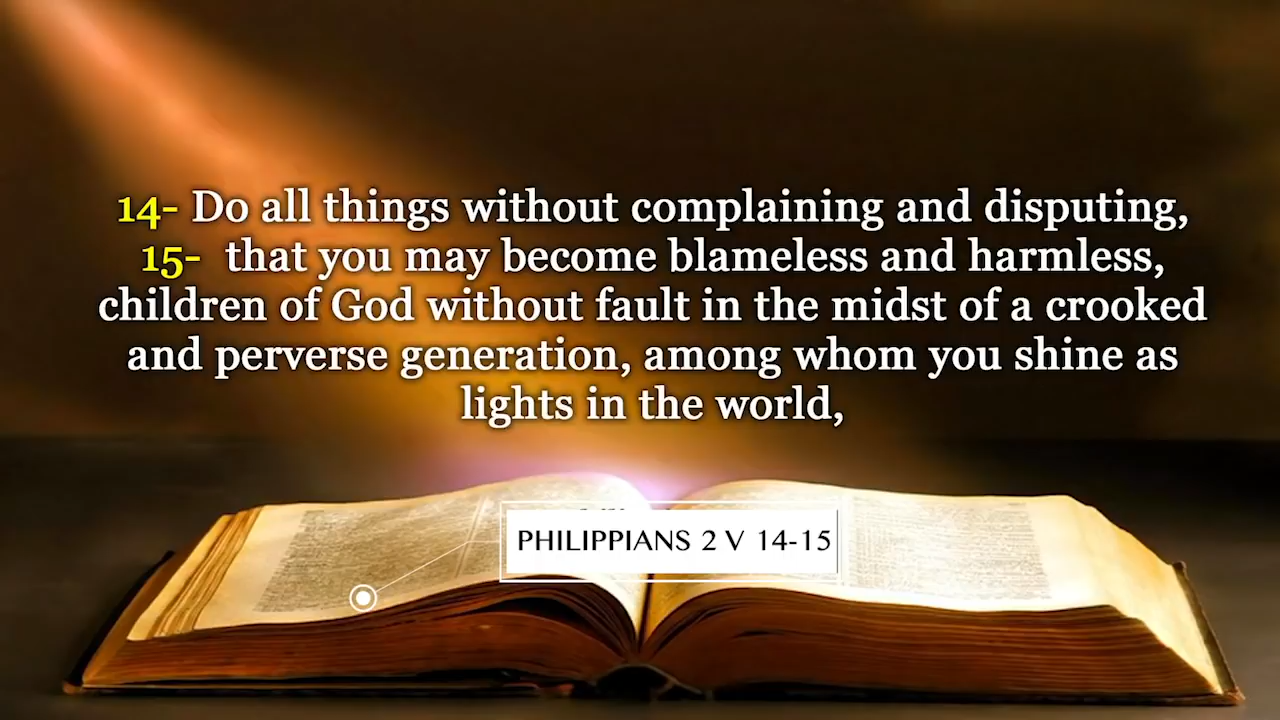 14- Do all things without complaining and disputing,
15- that you may become blameless and harmless,
children of God without fault in the midst of a crooked
and perverse generation, among whom you shine as
lights in the world,
PHILIPPIANS 2 V 14-15